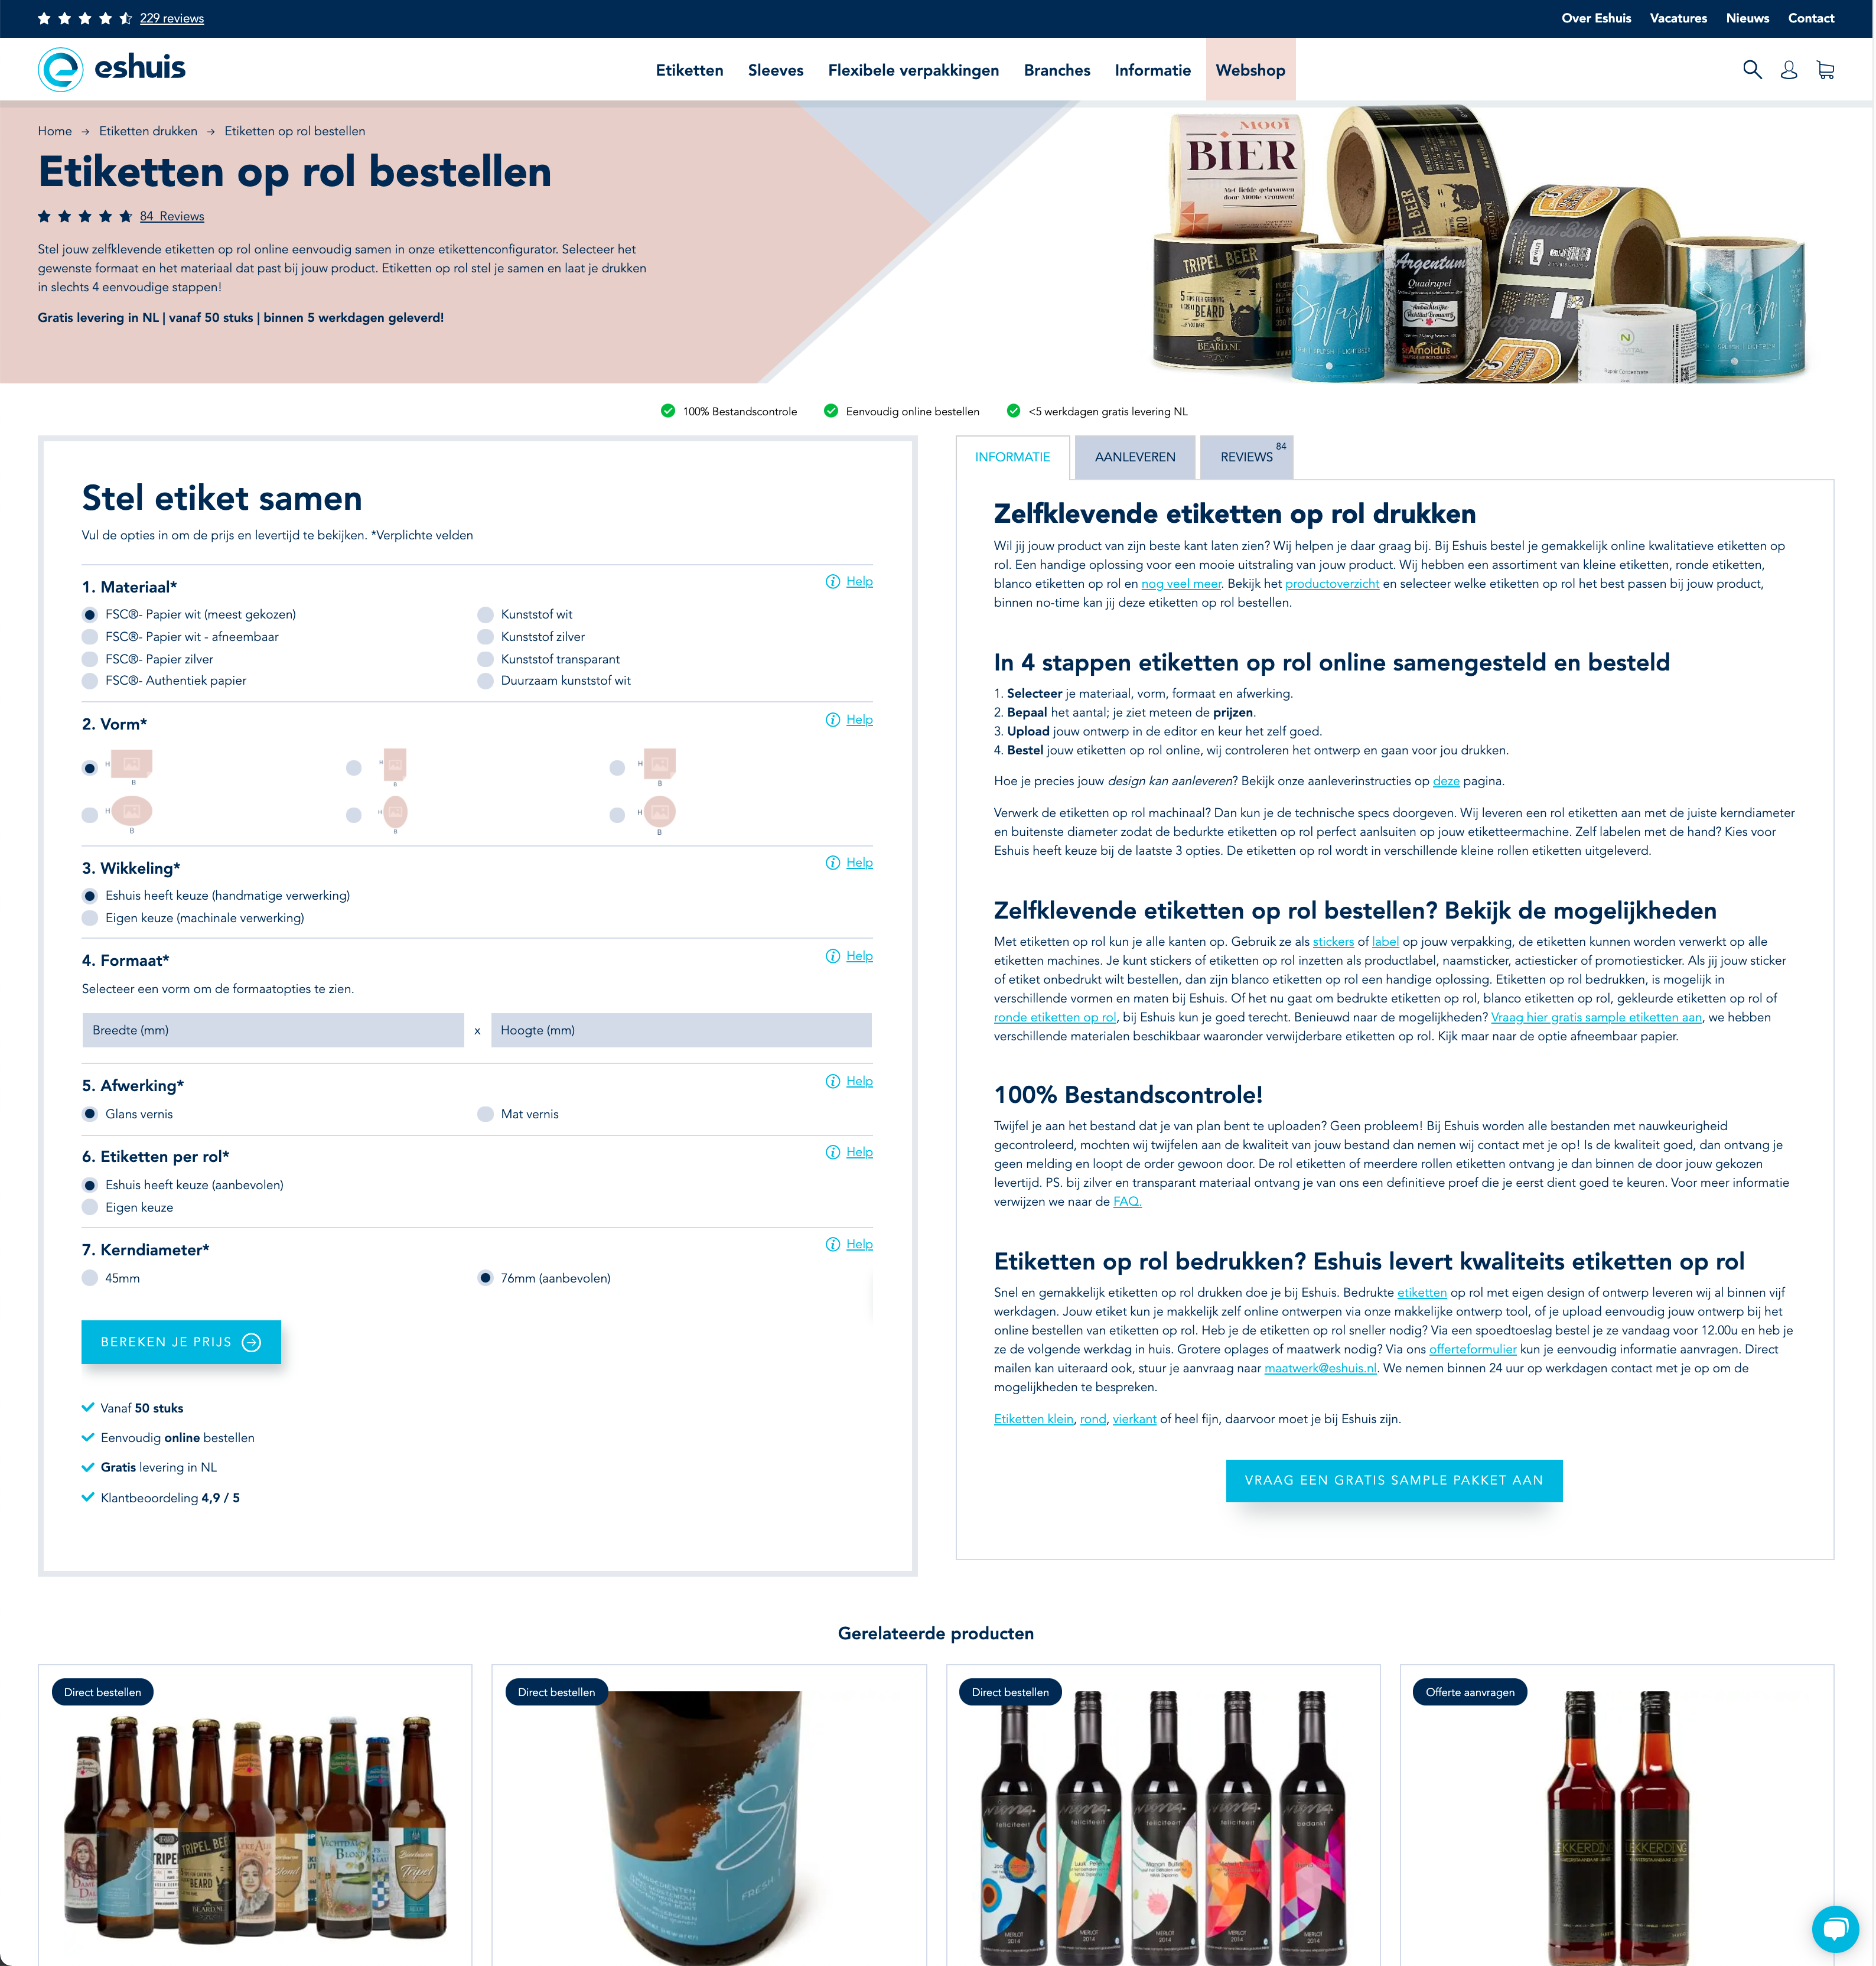 229 reviews
Over Eshuis Vacatures Nieuws Contact
eshuis
Etiketten Sleeves Flexibele verpakkingen Branches Informatie Webshop
Home → Etiketten drukken → Etiketten op rol bestellen
Etiketten op rol bestellen
84 Reviews
Stel jouw zelfklevende etiketten op rol online eenvoudig samen in onze etikettenconfigurator. Selecteer het
gewenste formaat en het materiaal dat past bij jouw product. Etiketten op rol stel je samen en laat je drukken
in slechts 4 eenvoudige stappen!
Gratis levering in NL | vanaf 50 stuks | binnen 5 werkdagen geleverd!
MOOI
BIER
Met liefde gebrouwen
door MOOIe vrouwen!
TRIPEL BEER
BEARD
BEARD.NL
Splash
Argentum
Quadrupel
Arnoldus
Blond Bier
Splash
100% Bestandscontrole
Eenvoudig online bestellen
<5 werkdagen gratis levering NL
Stel etiket samen
Vul de opties in om de prijs en levertijd te bekijken. *Verplichte velden
1. Materiaal*
Help
FSC®- Papier wit (meest gekozen)
Kunststof wit
FSC®- Papier wit - afneembaar
Kunststof zilver
FSC®- Papier zilver
Kunststof transparant
FSC®- Authentiek papier
Duurzaam kunststof wit
2. Vorm*
Help
H B
H B
H B
H B
H B
H B
3. Wikkeling*
Help
Eshuis heeft keuze (handmatige verwerking)
Eigen keuze (machinale verwerking)
4. Formaat*
Help
Selecteer een vorm om de formaatopties te zien.
Breedte (mm) x Hoogte (mm)
5. Afwerking*
Help
Glans vernis
Mat vernis
6. Etiketten per rol*
Help
Eshuis heeft keuze (aanbevolen)
Eigen keuze
7. Kerndiameter*
Help
45mm
76mm (aanbevolen)
BEREKEN JE PRIJS
Vanaf 50 stuks
Eenvoudig online bestellen
Gratis levering in NL
Klantbeoordeling 4,9 / 5
INFORMATIE
AANLEVEREN
REVIEWS 84
Zelfklevende etiketten op rol drukken
Wil jij jouw product van zijn beste kant laten zien? Wij helpen je daar graag bij. Bij Eshuis bestel je gemakkelijk online kwalitatieve etiketten op
rol. Een handige oplossing voor een mooie uitstraling van jouw product. Wij hebben een assortiment van kleine etiketten, ronde etiketten,
blanco etiketten op rol en nog veel meer. Bekijk het productoverzicht en selecteer welke etiketten op rol het best passen bij jouw product,
binnen no-time kan jij deze etiketten op rol bestellen.
In 4 stappen etiketten op rol online samengesteld en besteld
1. Selecteer je materiaal, vorm, formaat en afwerking.
2. Bepaal het aantal; je ziet meteen de prijzen.
3. Upload jouw ontwerp in de editor en keur het zelf goed.
4. Bestel jouw etiketten op rol online, wij controleren het ontwerp en gaan voor jou drukken.
Hoe je precies jouw design kan aanleveren? Bekijk onze aanleverinstructies op deze pagina.
Verwerk de etiketten op rol machinaal? Dan kun je de technische specs doorgeven. Wij leveren een rol etiketten aan met de juiste kerndiameter
en buitenste diameter zodat de bedurkte etiketten op rol perfect aanlsuiten op jouw etiketteermachine. Zelf labelen met de hand? Kies voor
Eshuis heeft keuze bij de laatste 3 opties. De etiketten op rol wordt in verschillende kleine rollen etiketten uitgeleverd.
Zelfklevende etiketten op rol bestellen? Bekijk de mogelijkheden
Met etiketten op rol kun je alle kanten op. Gebruik ze als stickers of label op jouw verpakking, de etiketten kunnen worden verwerkt op alle
etiketten machines. Je kunt stickers of etiketten op rol inzetten als productlabel, naamsticker, actiesticker of promotiesticker. Als jij jouw sticker
of etiket onbedrukt wilt bestellen, dan zijn blanco etiketten op rol een handige oplossing. Etiketten op rol bedrukken, is mogelijk in
verschillende vormen en maten bij Eshuis. Of het nu gaat om bedrukte etiketten op rol, blanco etiketten op rol, gekleurde etiketten op rol of
ronde etiketten op rol, bij Eshuis kun je goed terecht. Benieuwd naar de mogelijkheden? Vraag hier gratis sample etiketten aan, we hebben
verschillende materialen beschikbaar waaronder verwijderbare etiketten op rol. Kijk maar naar de optie afneembaar papier.
100% Bestandscontrole!
Twijfel je aan het bestand dat je van plan bent te uploaden? Geen probleem! Bij Eshuis worden alle bestanden met nauwkeurigheid
gecontroleerd, mochten wij twijfelen aan de kwaliteit van jouw bestand dan nemen wij contact met je op! Is de kwaliteit goed, dan ontvang je
geen melding en loopt de order gewoon door. De rol etiketten of meerdere rollen etiketten ontvang je dan binnen de door jouw gekozen
levertijd. PS. bij zilver en transparant materiaal ontvang je van ons een definitieve proef die je eerst dient goed te keuren. Voor meer informatie
verwijzen we naar de FAQ.
Etiketten op rol bedrukken? Eshuis levert kwaliteits etiketten op rol
Snel en gemakkelijk etiketten op rol drukken doe je bij Eshuis. Bedrukte etiketten op rol met eigen design of ontwerp leveren wij al binnen vijf
werkdagen. Jouw etiket kun je makkelijk zelf online ontwerpen via onze makkelijke ontwerp tool, of je upload eenvoudig jouw ontwerp bij het
online bestellen van etiketten op rol. Heb je de etiketten op rol sneller nodig? Via een spoedtoeslag bestel je ze vandaag voor 12.00u en heb je
ze de volgende werkdag in huis. Grotere oplages of maatwerk nodig? Via ons offerteformulier kun je eenvoudig informatie aanvragen. Direct
mailen kan uiteraard ook, stuur je aanvraag naar maatwerk@eshuis.nl. We nemen binnen 24 uur op werkdagen contact met je op om de
mogelijkheden te bespreken.
Etiketten klein, rond, vierkant of heel fijn, daarvoor moet je bij Eshuis zijn.
VRAAG EEN GRATIS SAMPLE PAKKET AAN
Gerelateerde producten
Direct bestellen
Direct bestellen
Direct bestellen
Offerte aanvragen
TRIPEL BEER
BEARD
Blond
Tripel
FRESH
feliciteert
feliciteert
feliciteert
feliciteert
bedankt
MERLOT
2014
MERLOT
2014
MERLOT
2014
MERLOT
2014
MERLOT
2014